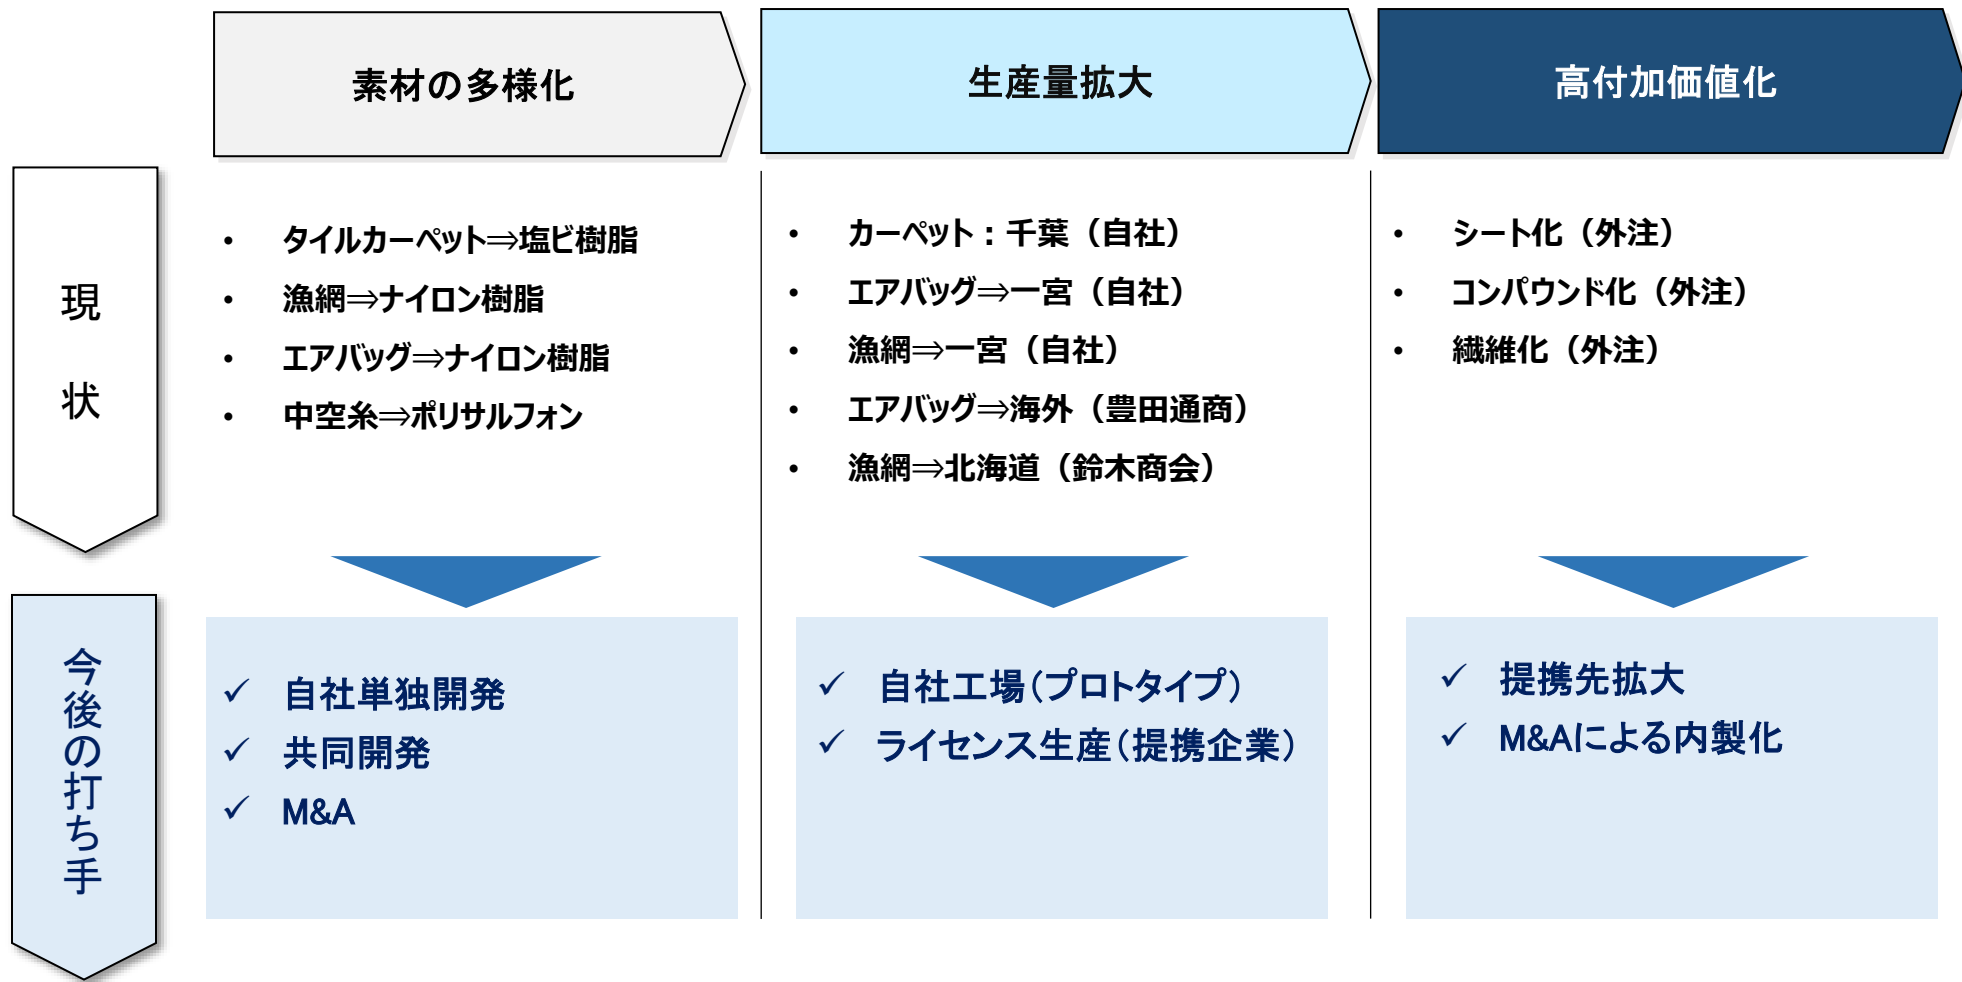 素材の多様化
生産量拡大
高付加価値化
現
状
・ タイルカーペット⇒塩ビ樹脂
・ 漁網⇒ナイロン樹脂
・ エアバッグ⇒ナイロン樹脂
・ 中空糸⇒ポリサルフォン
・ カーペット：千葉（自社）
・ エアバッグ⇒一宮（自社）
・ 漁網⇒一宮（自社）
・ エアバッグ⇒海外（豊田通商）
・ 漁網⇒北海道（鈴木商会）
・ シート化（外注）
・ コンパウンド化（外注）
・ 繊維化（外注）
今後の打ち手
✓ 自社単独開発
✓ 共同開発
✓ M&A
✓ 自社工場（プロトタイプ）
✓ ライセンス生産（提携企業）
✓ 提携先拡大
✓ M&Aによる内製化